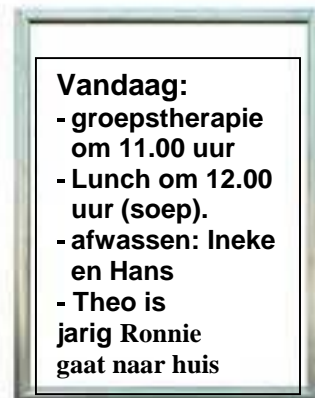 Vandaag:
- groepstherapie
om 11.00 uur
- Lunch om 12.00
uur (soep).
- afwassen: Ineke
en Hans
- Theo is
jarig Ronnie
gaat naar huis